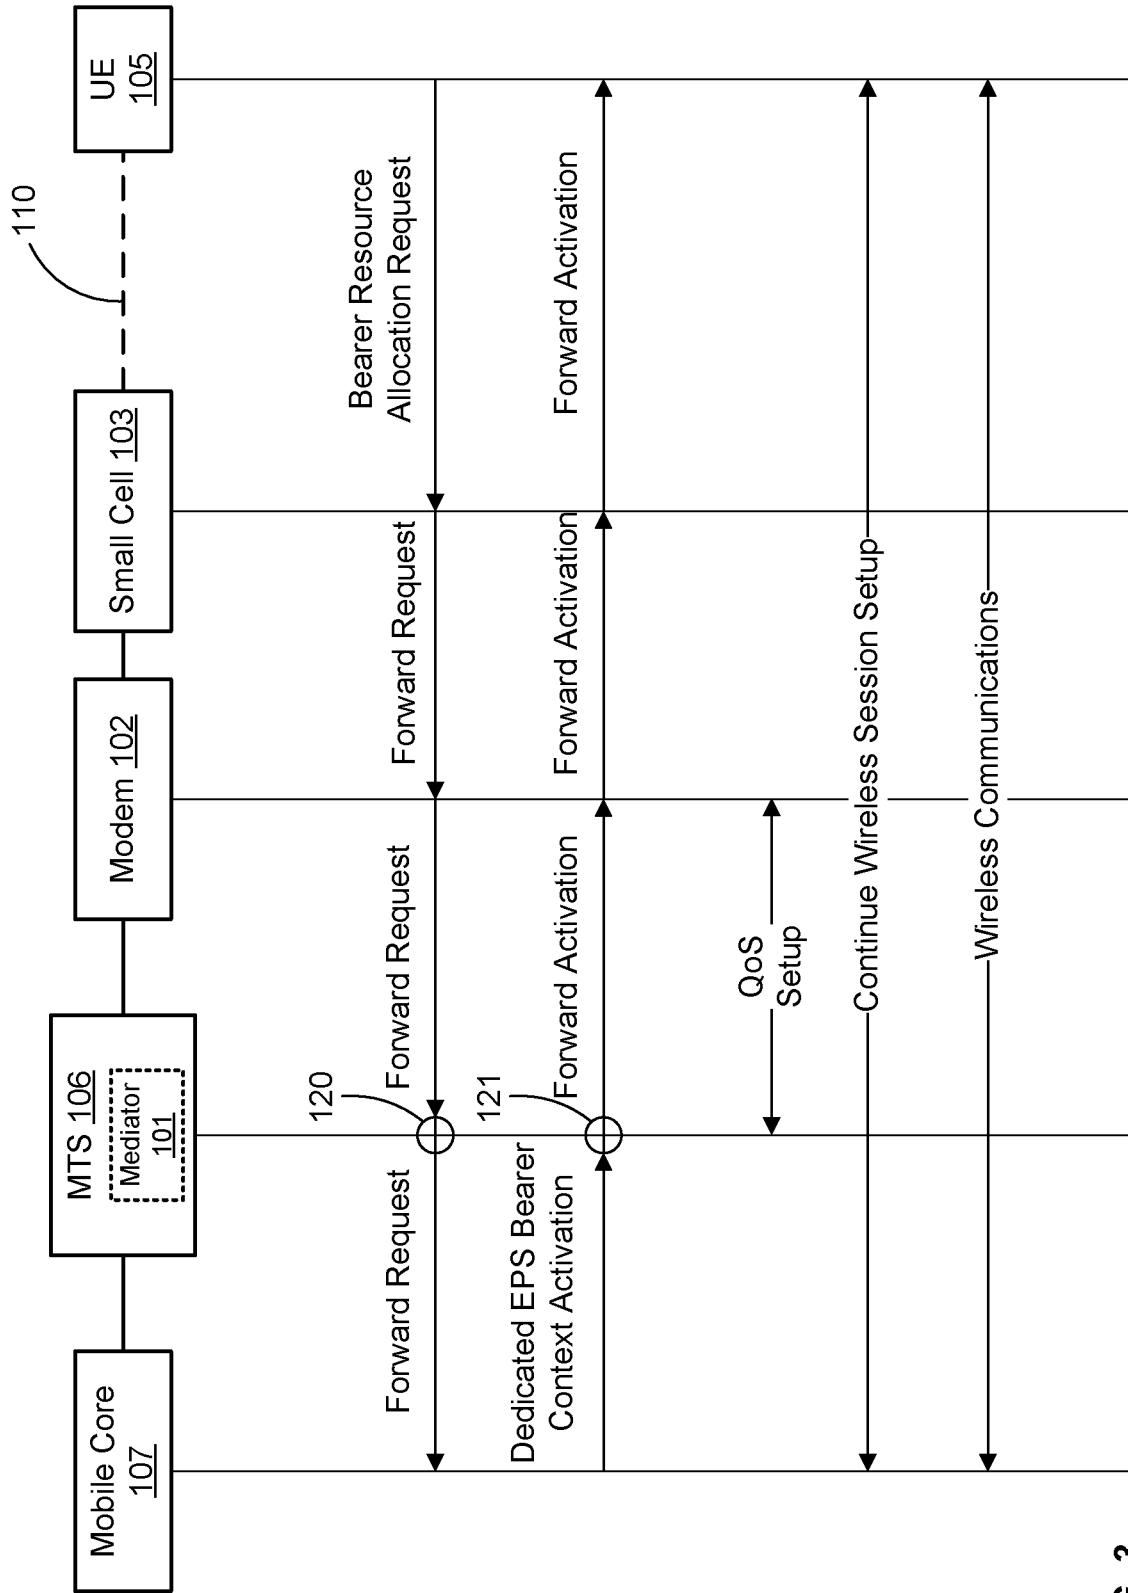 Mobile Core
107
MTS 106
Mediator
101
Modem 102
Small Cell 103
110
UE
105
Bearer Resource
Allocation Request
Forward Request
Forward Request
120
Forward Request
Dedicated EPS Bearer
Context Activation
121
Forward Activation
Forward Activation
Forward Activation
QoS
Setup
Continue Wireless Session Setup
Wireless Communications